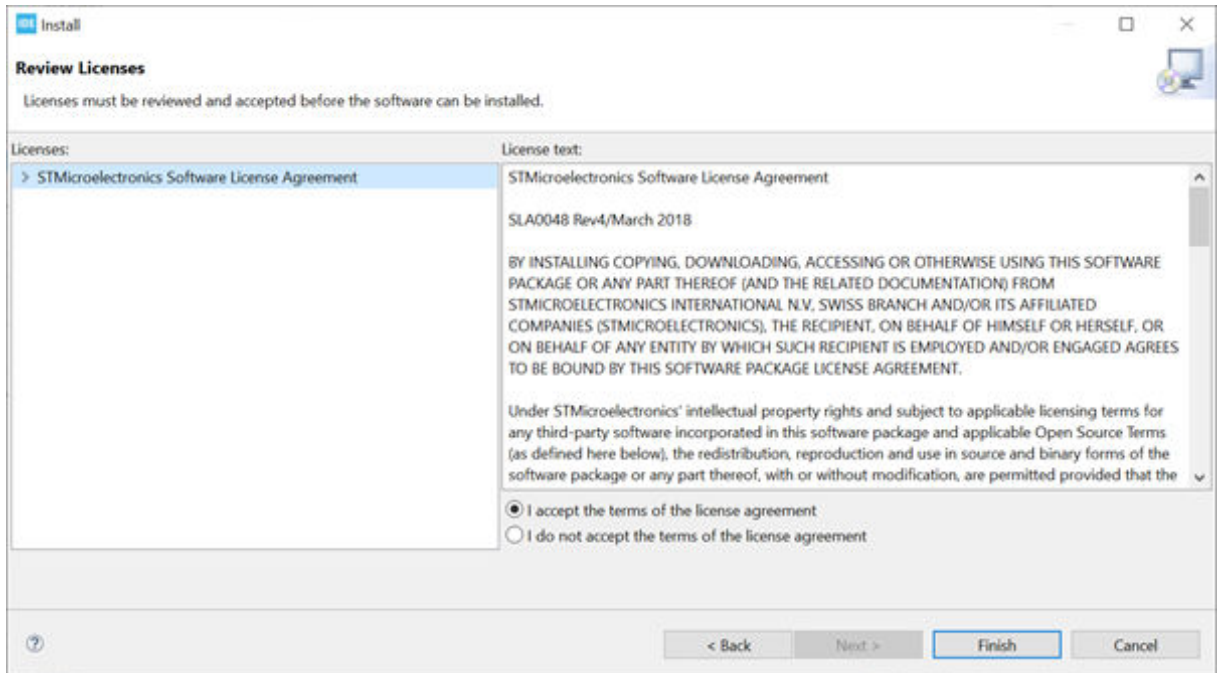 IDE Install
Review Licenses
Licenses must be reviewed and accepted before the software can be installed.
Licenses:
> STMicroelectronics Software License Agreement
License text:
STMicroelectronics Software License Agreement
SLA0048 Rev4/March 2018
BY INSTALLING COPYING, DOWNLOADING, ACCESSING OR OTHERWISE USING THIS SOFTWARE
PACKAGE OR ANY PART THEREOF (AND THE RELATED DOCUMENTATION) FROM
STMICROELECTRONICS INTERNATIONAL N.V, SWISS BRANCH AND/OR ITS AFFILIATED
COMPANIES (STMICROELECTRONICS), THE RECIPIENT, ON BEHALF OF HIMSELF OR HERSELF, OR
ON BEHALF OF ANY ENTITY BY WHICH SUCH RECIPIENT IS EMPLOYED AND/OR ENGAGED AGREES
TO BE BOUND BY THIS SOFTWARE PACKAGE LICENSE AGREEMENT.
Under STMicroelectronics' intellectual property rights and subject to applicable licensing terms for
any third-party software incorporated in this software package and applicable Open Source Terms
(as defined here below), the redistribution, reproduction and use in source and binary forms of the
software package or any part thereof, with or without modification, are permitted provided that the
I accept the terms of the license agreement
I do not accept the terms of the license agreement
?
< Back
Next >
Finish
Cancel